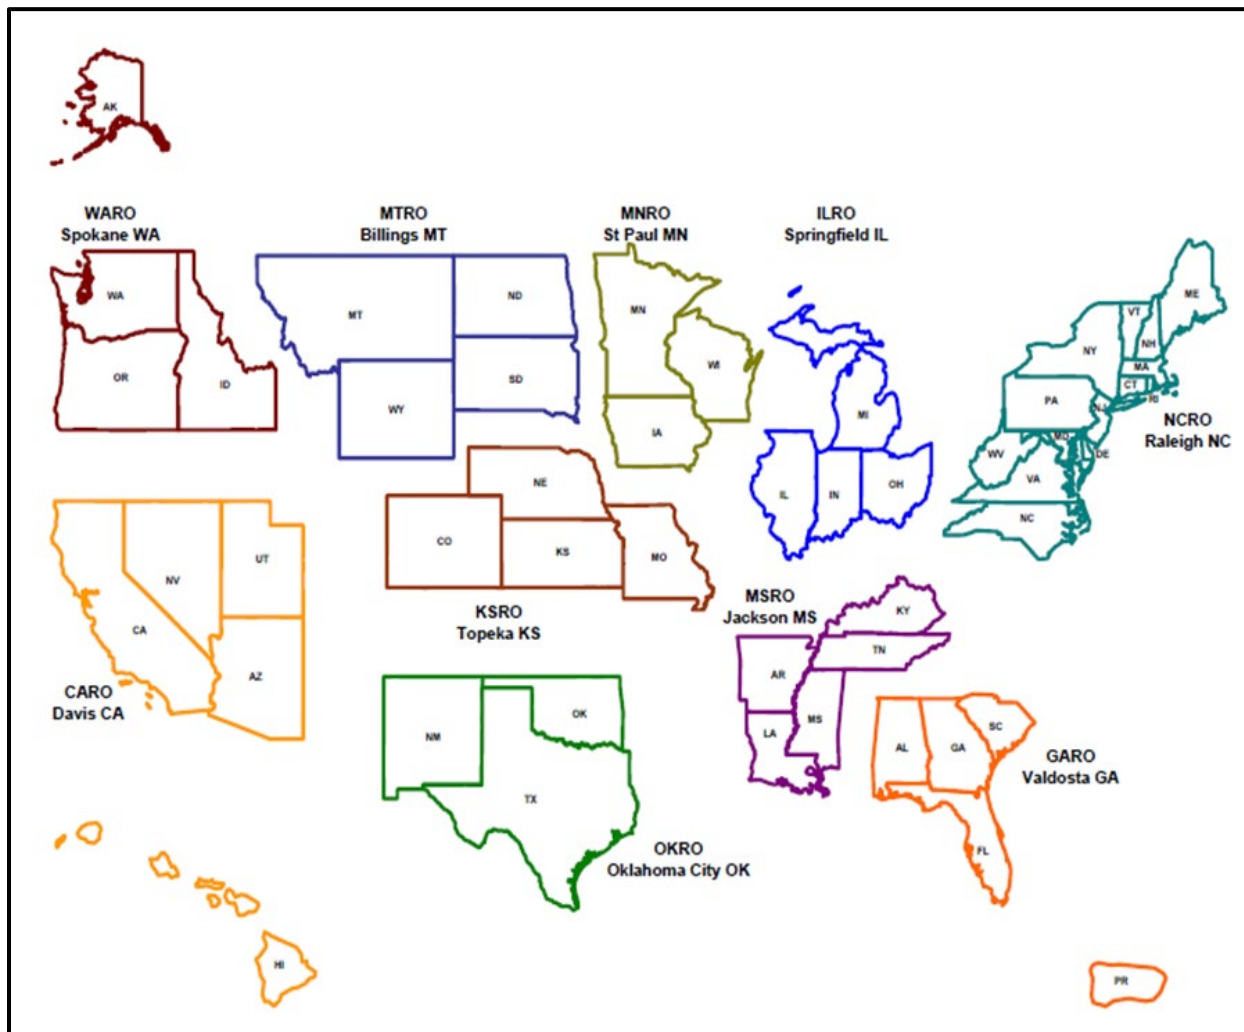 AK
WARO
Spokane WA
MTRO
Billings MT
MNRO
St Paul MN
ILRO
Springfield IL
WA
OR
ID
MT
ND
SD
WY
MN
WI
IA
MI
IL
IN
OH
ME
VT
NH
NY
MA
CT
RI
PA
NJ
MD
DE
WV
VA
NC
NCRO
Raleigh NC
NE
CO
KS
MO
KSRO
Topeka KS
UT
NV
CA
AZ
CARO
Davis CA
MSRO
Jackson MS
KY
TN
AR
MS
LA
NM
OK
TX
OKRO
Oklahoma City OK
AL
GA
SC
FL
GARO
Valdosta GA
HI
PR